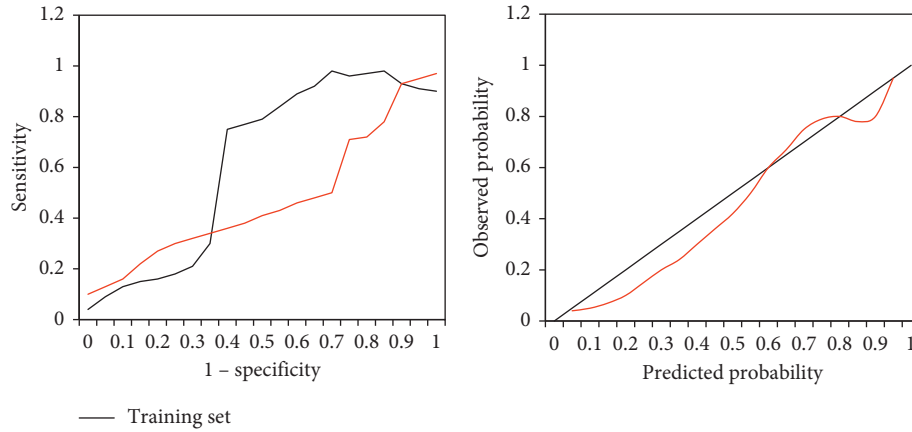 1.2
1
0.8
0.6
0.4
0.2
0
Sensitivity
0 0.1 0.2 0.3 0.4 0.5 0.6 0.7 0.8 0.9 1
1 – specificity
Training set
1.2
1
0.8
0.6
0.4
0.2
0
Observed probability
0 0.1 0.2 0.3 0.4 0.5 0.6 0.7 0.8 0.9 1
Predicted probability